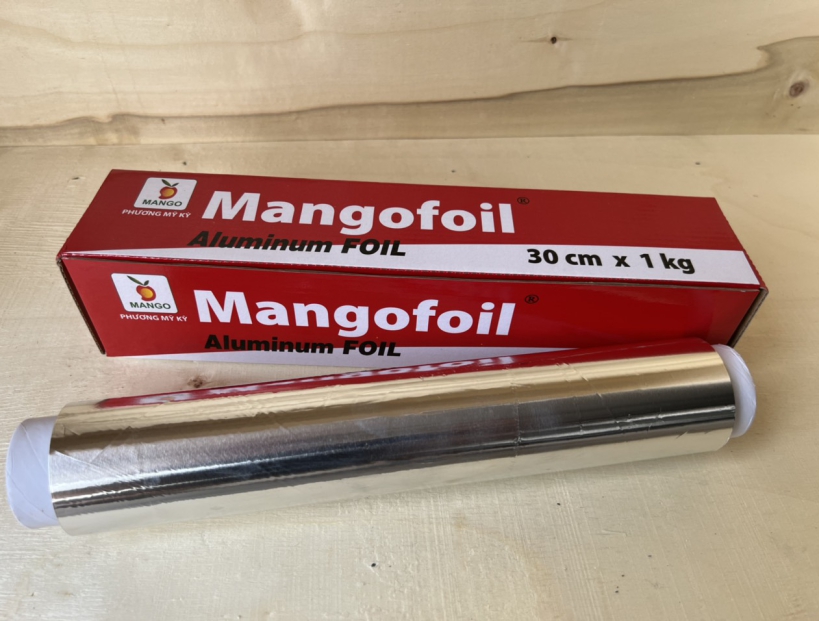 MANGO
PHƯƠNG MỸ KỲ
Mangofoil®
Aluminum FOIL
30 cm x 1 kg
MANGO
PHƯƠNG MỸ KỲ
Mangofoil®
Aluminum FOIL